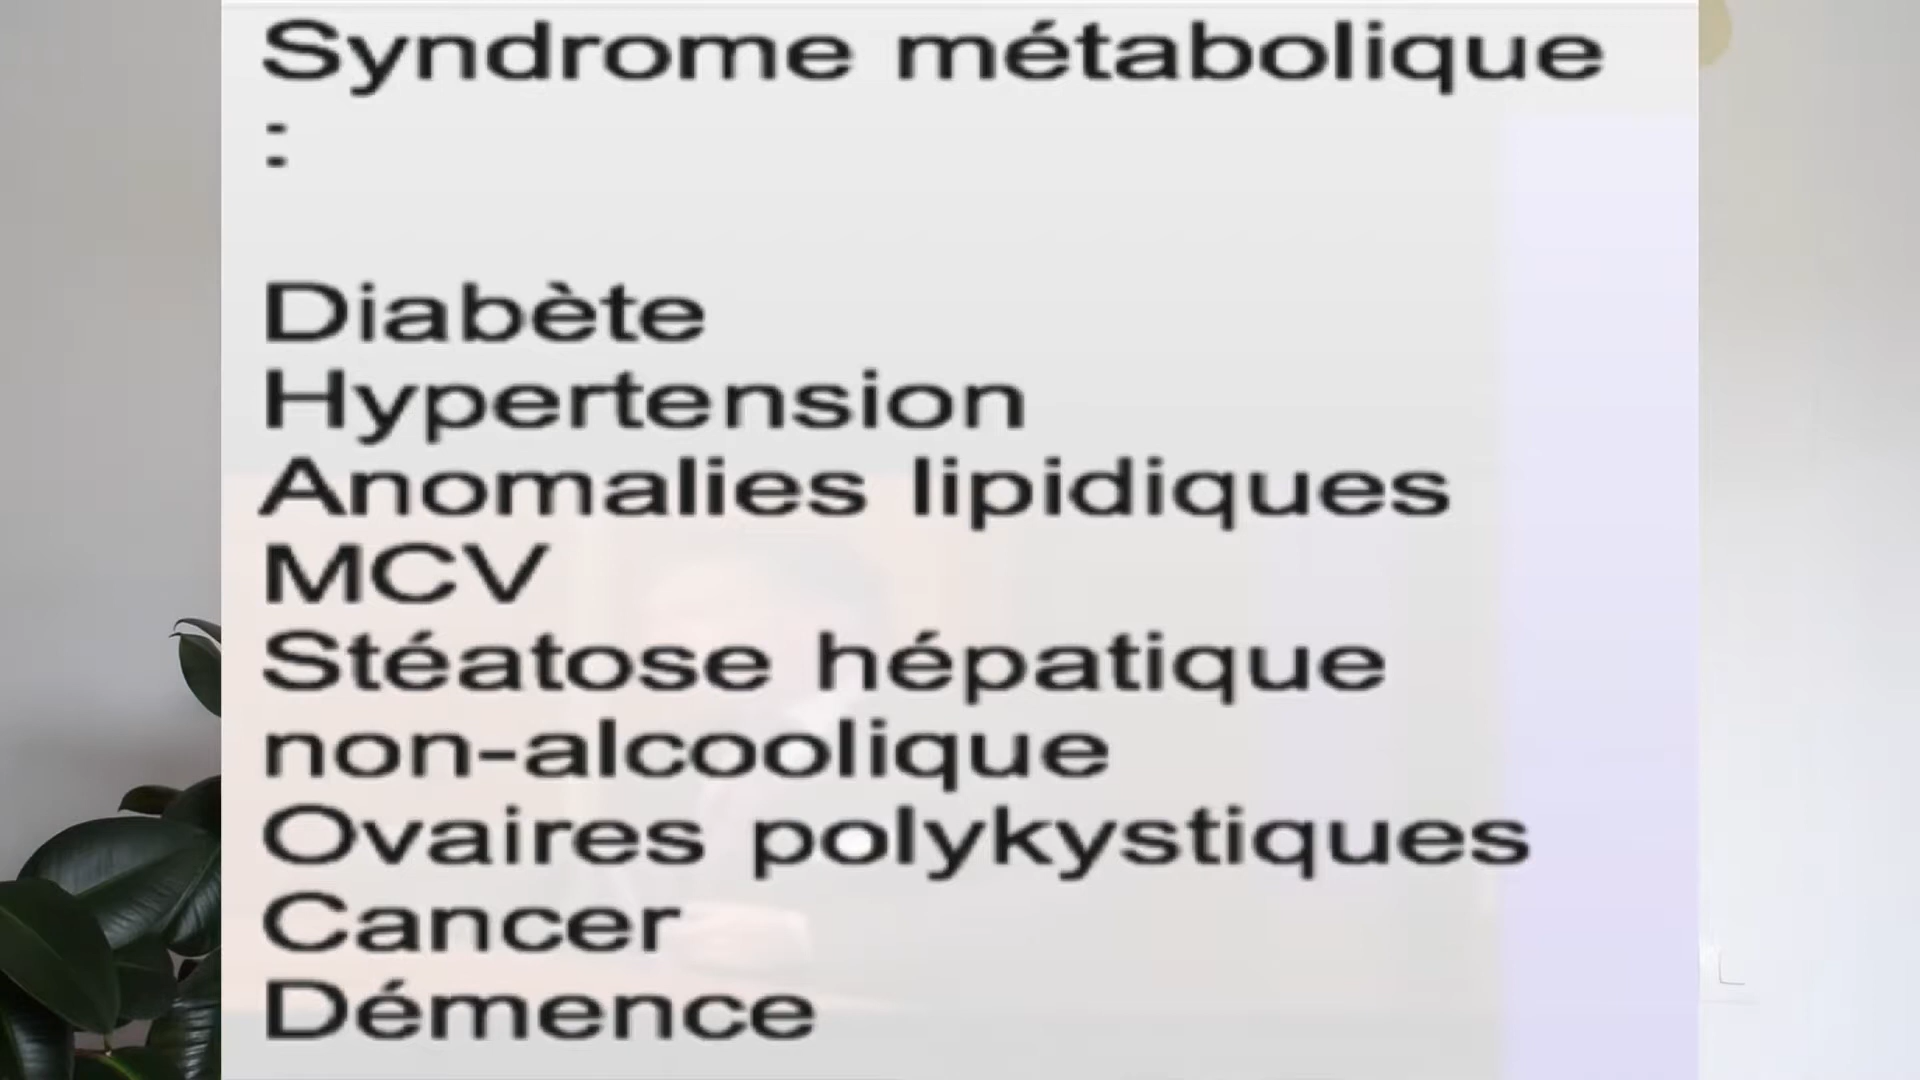 Syndrome métabolique
:
Diabète
Hypertension
Anomalies lipidiques
MCV
Stéatose hépatique
non-alcoolique
Ovaires polykystiques
Cancer
Démence